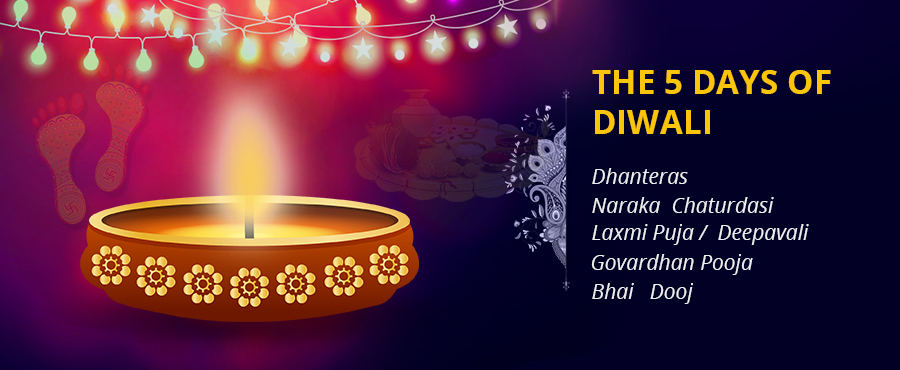 THE 5 DAYS OF
DIWALI
Dhanteras
Naraka Chaturdasi
Laxmi Puja / Deepavali
Govardhan Pooja
Bhai Dooj